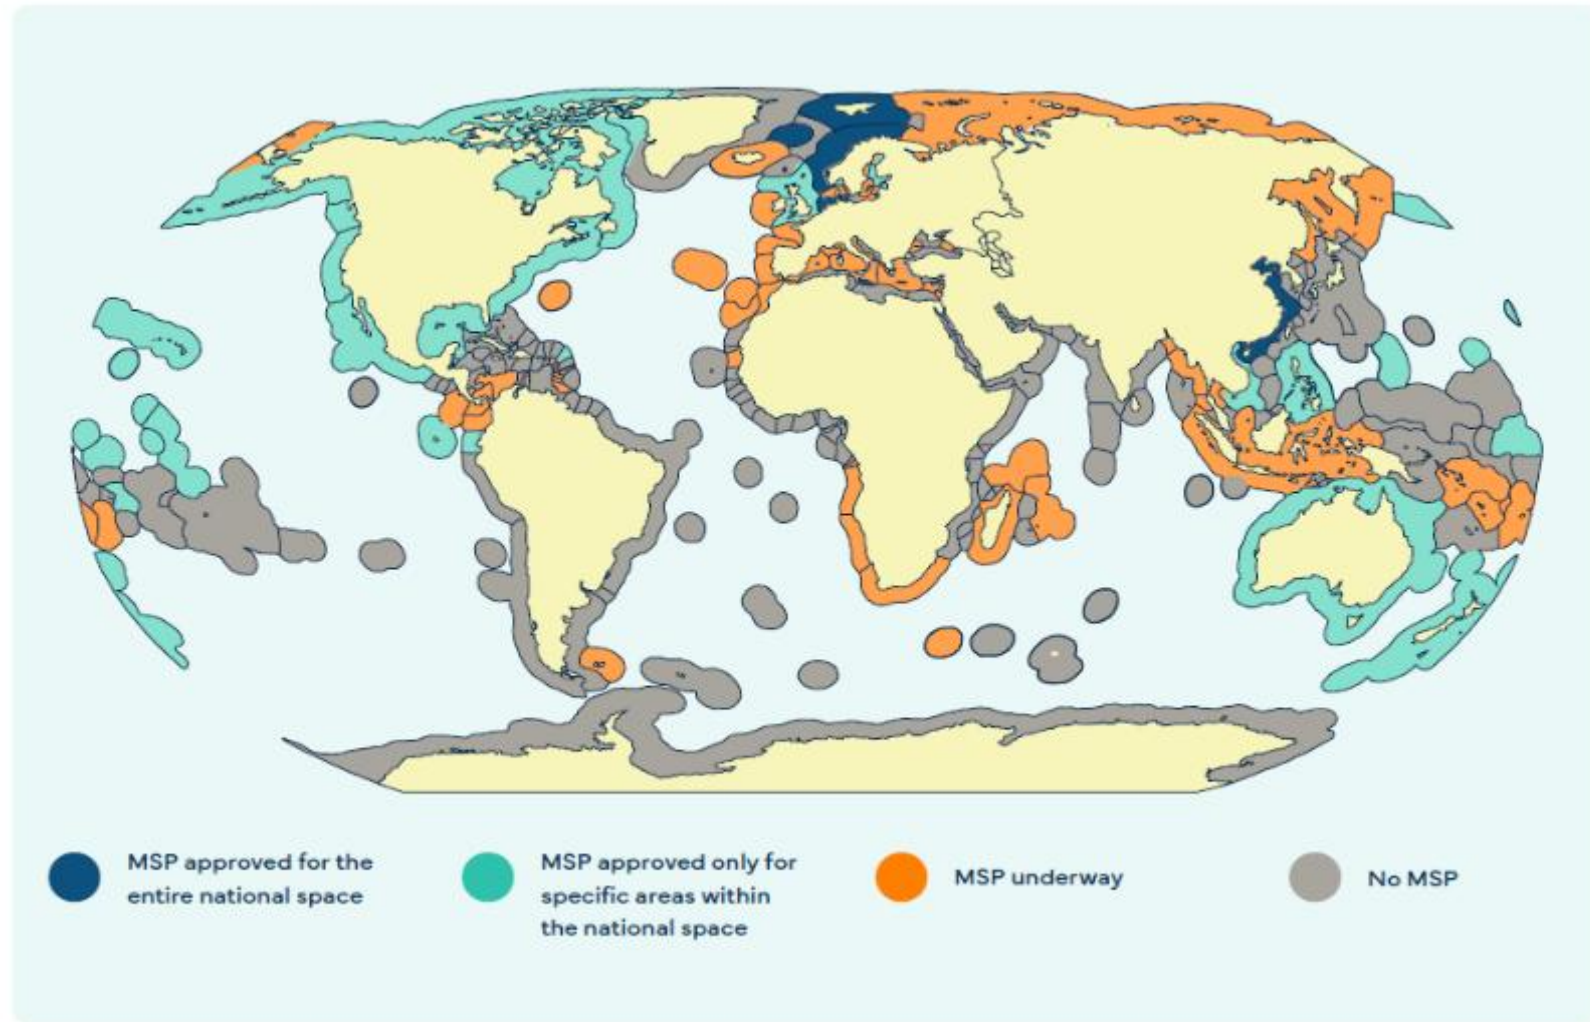 MSP approved for the
entire national space
MSP approved only for
specific areas within
the national space
MSP underway
No MSP